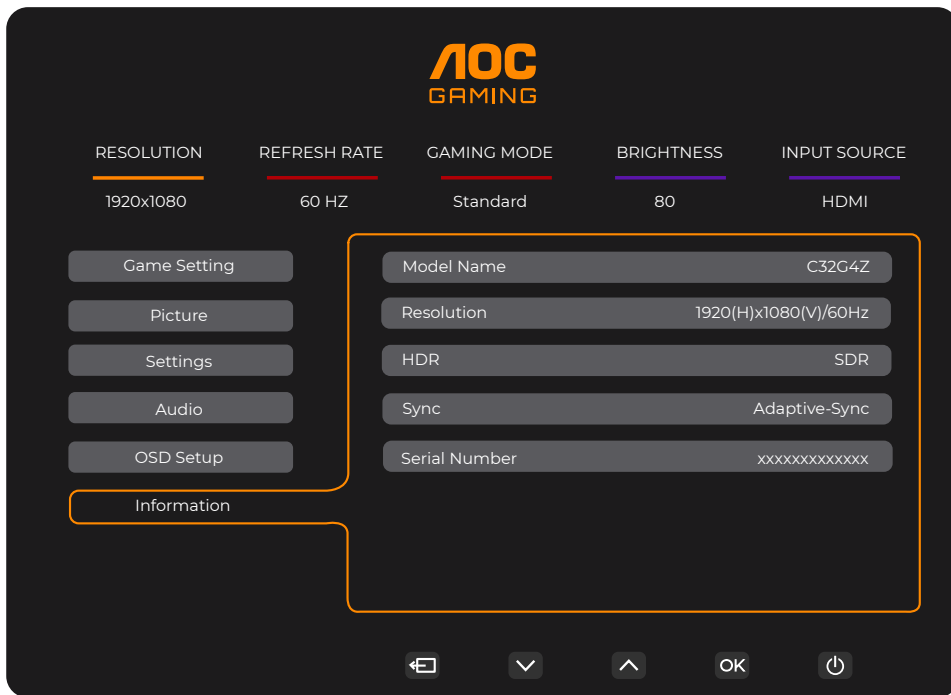 AOC
GAMING
RESOLUTION REFRESH RATE GAMING MODE BRIGHTNESS INPUT SOURCE
1920x1080 60 HZ Standard 80 HDMI
Game Setting Model Name C32G4Z
Picture Resolution 1920(H)x1080(V)/60Hz
Settings HDR SDR
Audio Sync Adaptive-Sync
OSD Setup Serial Number xxxxxxxxxxxxx
Information
OK